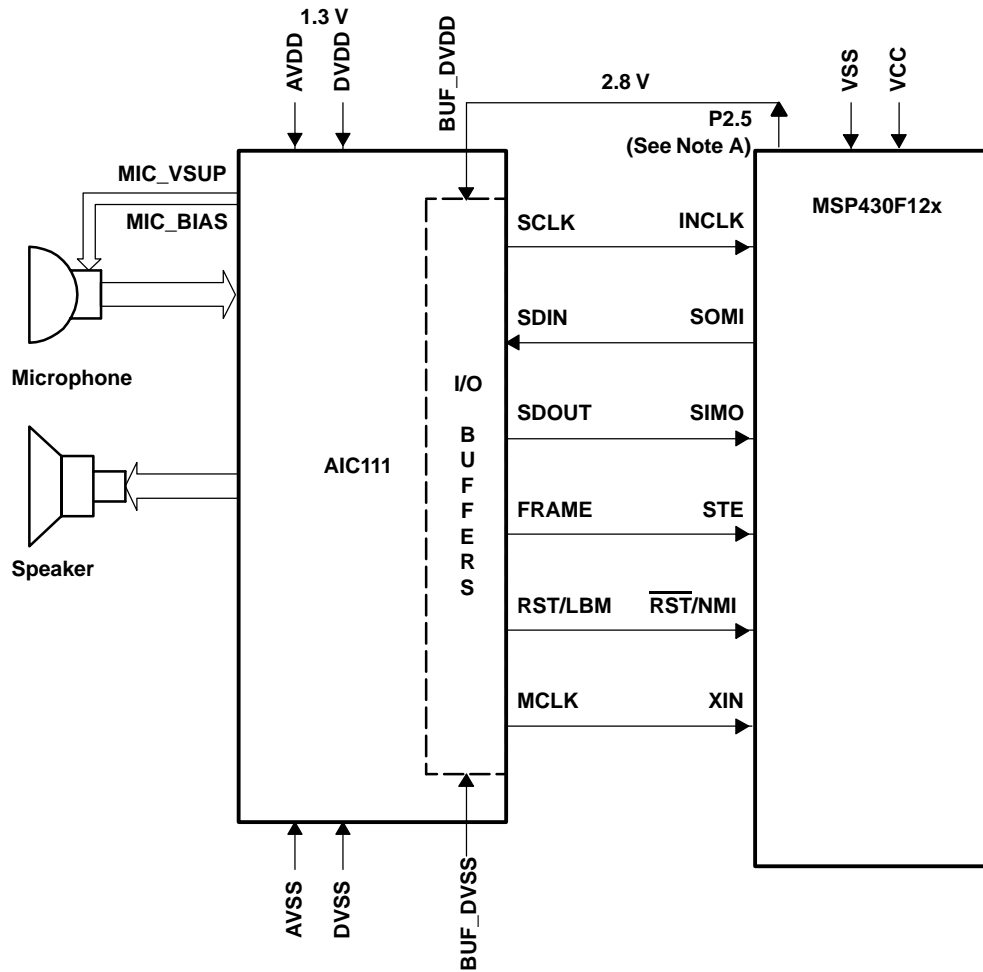 1.3 V
AVDD
DVDD
BUF_DVDD
2.8 V
P2.5
(See Note A)
VSS
VCC
MIC_VSUP
MIC_BIAS
MSP430F12x
SCLK
INCLK
SDIN
SOMI
Microphone
I/O
BUFFERS
SDOUT
SIMO
AIC111
FRAME
STE
Speaker
RST/LBM
R̅S̅T̅/NMI
MCLK
XIN
AVSS
DVSS
BUF_DVSS